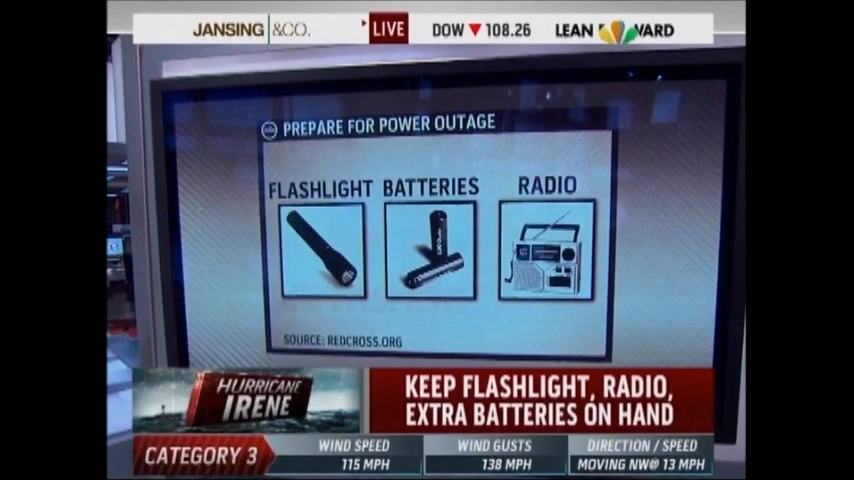 JANSING &CO.
LIVE
DOW 108.26
LEAN FORWARD
PREPARE FOR POWER OUTAGE
FLASHLIGHT BATTERIES RADIO
SOURCE: REDCROSS.ORG
HURRICANE
IRENE
KEEP FLASHLIGHT, RADIO,
EXTRA BATTERIES ON HAND
CATEGORY 3
WIND SPEED
115 MPH
WIND GUSTS
138 MPH
DIRECTION / SPEED
MOVING NW@ 13 MPH